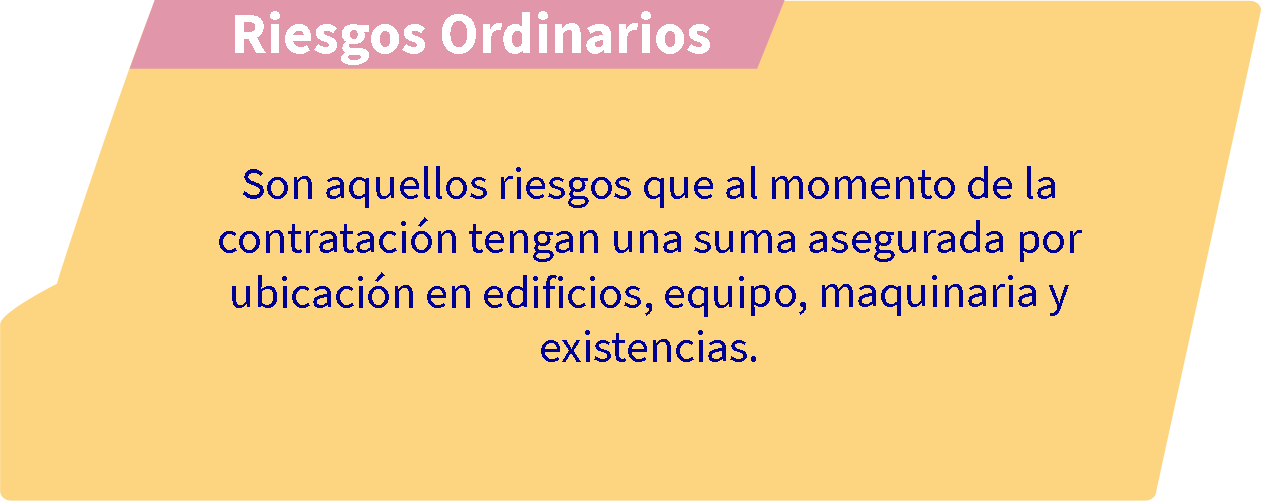 Riesgos Ordinarios
Son aquellos riesgos que al momento de la
contratación tengan una suma asegurada por
ubicación en edificios, equipo, maquinaria y
existencias.